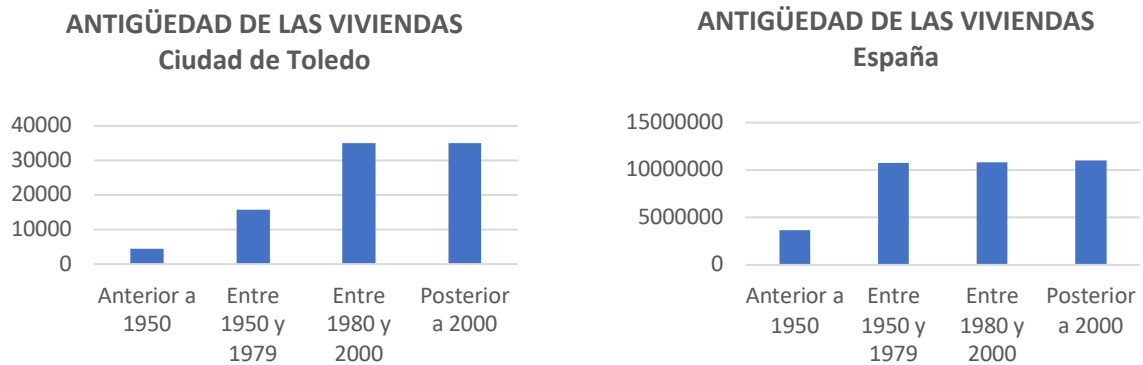 ANTIGÜEDAD DE LAS VIVIENDAS
Ciudad de Toledo
40000
30000
20000
10000
0
Anterior a
1950
Entre
1950 y
1979
Entre
1980 y
2000
Posterior
a 2000
ANTIGÜEDAD DE LAS VIVIENDAS
España
15000000
10000000
5000000
0
Anterior a
1950
Entre
1950 y
1979
Entre
1980 y
2000
Posterior
a 2000